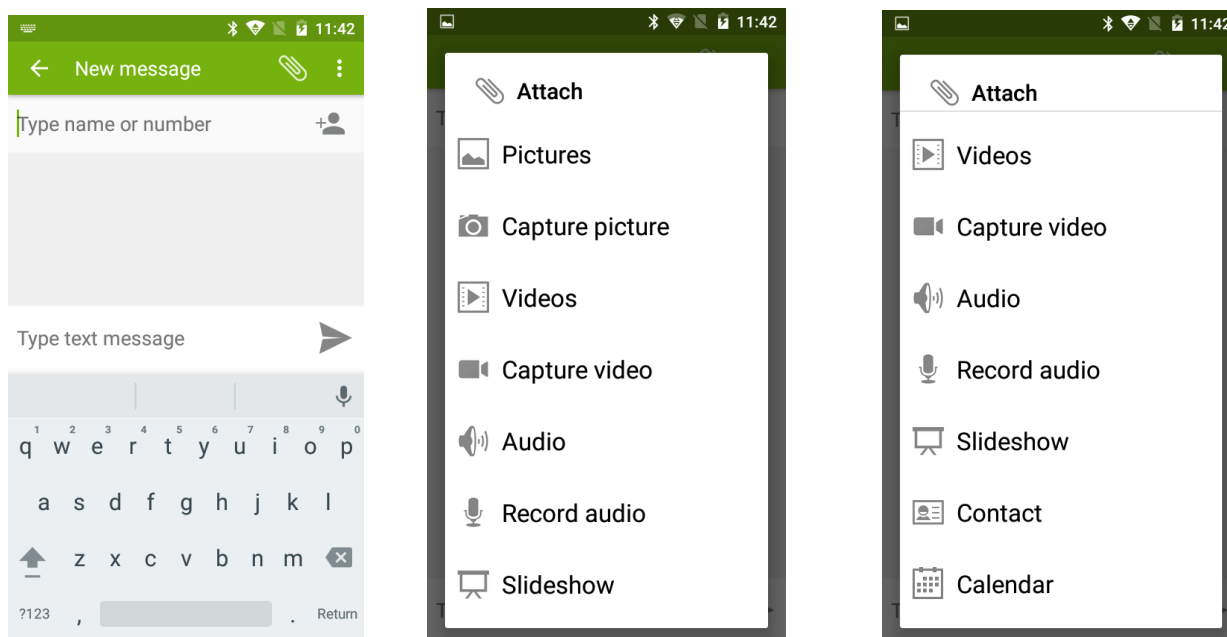 11:42
New message
Type name or number
Type text message
1 2 3 4 5 6 7 8 9 0
q w e r t y u i o p
a s d f g h j k l
z x c v b n m
?123 , . Return
11:42
Attach
T
Pictures
Capture picture
Videos
Capture video
Audio
Record audio
Slideshow
T
11:42
Attach
T
Videos
Capture video
Audio
Record audio
Slideshow
Contact
Calendar
T